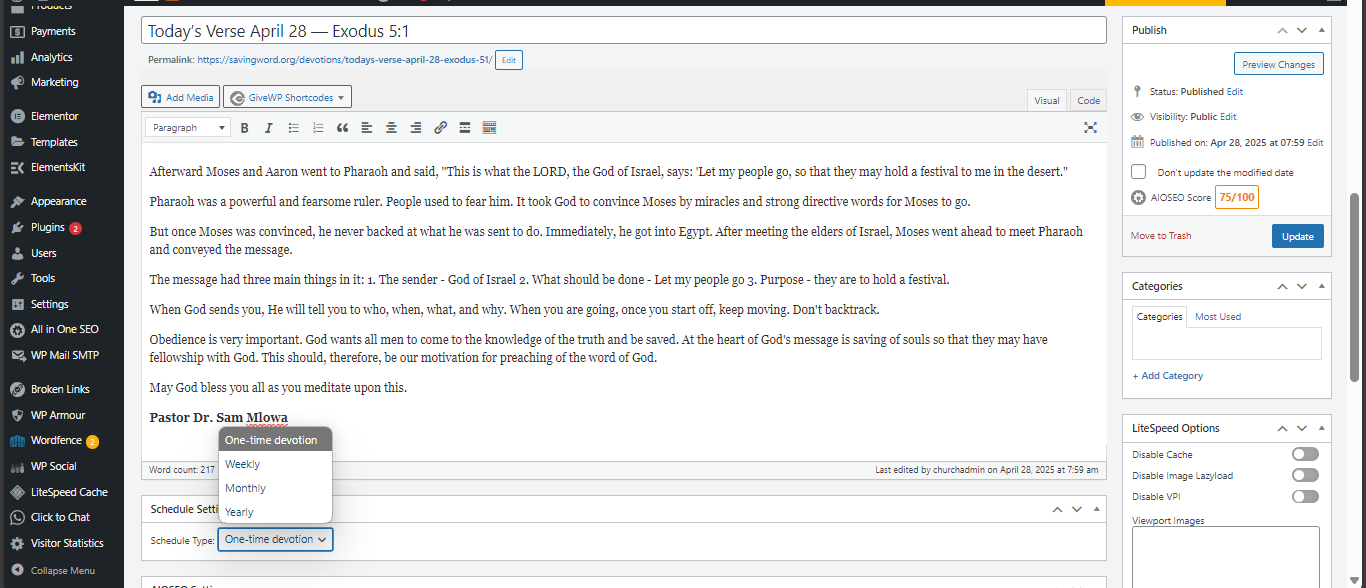 Products
Payments
Analytics
Marketing
Elementor
Templates
ElementsKit
Appearance
Plugins 2
Users
Tools
Settings
All in One SEO
WP Mail SMTP
Broken Links
WP Armour
Wordfence 2
WP Social
LiteSpeed Cache
Click to Chat
Visitor Statistics
Collapse Menu
Today’s Verse April 28 — Exodus 5:1
Permalink: https://savingword.org/devotions/todays-verse-april-28-exodus-51/ Edit
Add Media GiveWP Shortcodes
Visual Code
Paragraph B I
Afterward Moses and Aaron went to Pharaoh and said, "This is what the LORD, the God of Israel, says: 'Let my people go, so that they may hold a festival to me in the desert."
Pharaoh was a powerful and fearsome ruler. People used to fear him. It took God to convince Moses by miracles and strong directive words for Moses to go.
But once Moses was convinced, he never backed at what he was sent to do. Immediately, he got into Egypt. After meeting the elders of Israel, Moses went ahead to meet Pharaoh
and conveyed the message.
The message had three main things in it: 1. The sender - God of Israel 2. What should be done - Let my people go 3. Purpose - they are to hold a festival.
When God sends you, He will tell you to who, when, what, and why. When you are going, once you start off, keep moving. Don't backtrack.
Obedience is very important. God wants all men to come to the knowledge of the truth and be saved. At the heart of God's message is saving of souls so that they may have
fellowship with God. This should, therefore, be our motivation for preaching of the word of God.
May God bless you all as you meditate upon this.
Pastor Dr. Sam Mlowa
One-time devotion
Weekly
Monthly
Yearly
Word count: 217
Last edited by churchadmin on April 28, 2025 at 7:59 am
Schedule Setti
Schedule Type: One-time devotion
Publish
Preview Changes
Status: Published Edit
Visibility: Public Edit
Published on: Apr 28, 2025 at 07:59 Edit
Don't update the modified date
AIOSEO Score 75/100
Move to Trash Update
Categories
Categories Most Used
+ Add Category
LiteSpeed Options
Disable Cache
Disable Image Lazyload
Disable VPI
Viewport Images